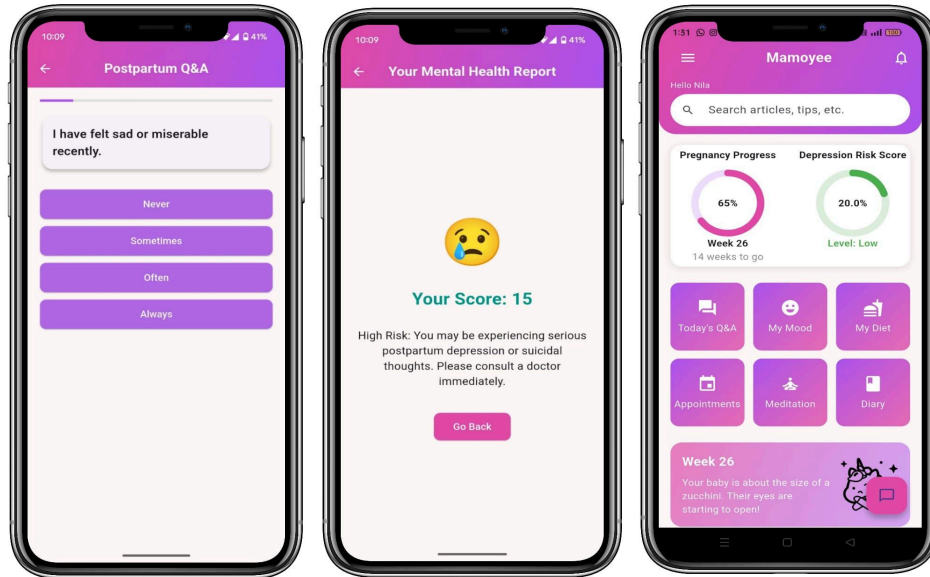 10:09
41%
Postpartum Q&A
I have felt sad or miserable
recently.
Never
Sometimes
Often
Always
10:09
41%
Your Mental Health Report
Your Score: 15
High Risk: You may be experiencing serious
postpartum depression or suicidal
thoughts. Please consult a doctor
immediately.
Go Back
1:31
100
Mamoyee
Hello Nila
Search articles, tips, etc.
Pregnancy Progress
Depression Risk Score
65%
20.0%
Week 26
Level: Low
14 weeks to go
Today's Q&A
My Mood
My Diet
Appointments
Meditation
Diary
Week 26
Your baby is about the size of a
zucchini. Their eyes are
starting to open!